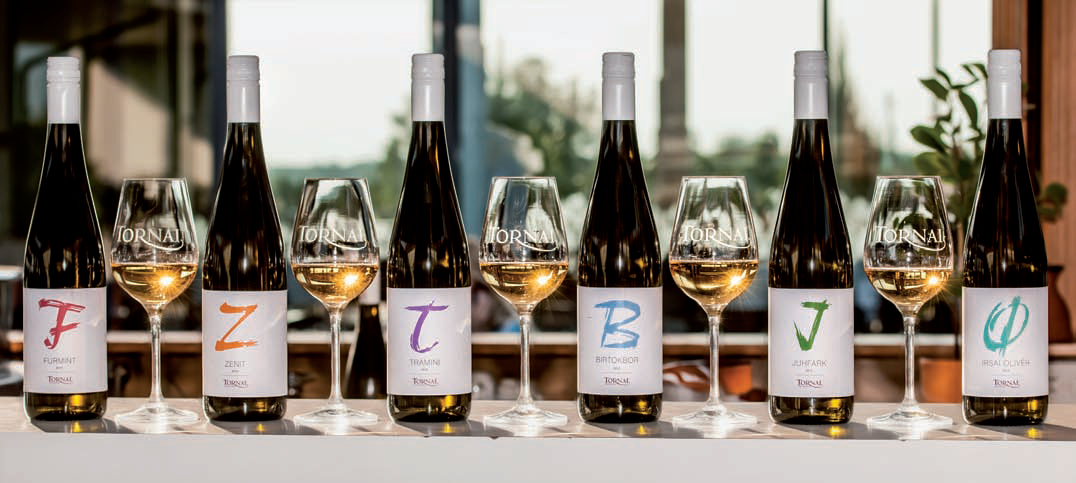 F
FURMINT
TORNAI
TORNAI
Z
ZENIT
TORNAI
TORNAI
t
TRAMINI
TORNAI
TORNAI
B
BIRTOKBOR
TORNAI
TORNAI
J
JUHFARK
TORNAI
TORNAI
IRSAI OLIVÉR
TORNAI